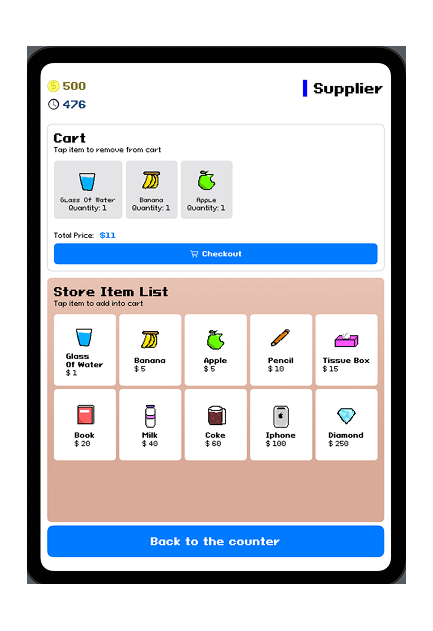 500
Supplier
476
Cart
Tap item to remove from cart
Glass Of Water
Quantity: 1
Banana
Quantity: 1
Apple
Quantity: 1
Total Price: $11
Checkout
Store Item List
Tap item to add into cart
Glass
Of Water
$ 1
Banana
$ 5
Apple
$ 5
Pencil
$ 10
Tissue Box
$ 15
Book
$ 20
Milk
$ 40
Coke
$ 60
Iphone
$ 100
Diamond
$ 250
Back to the counter